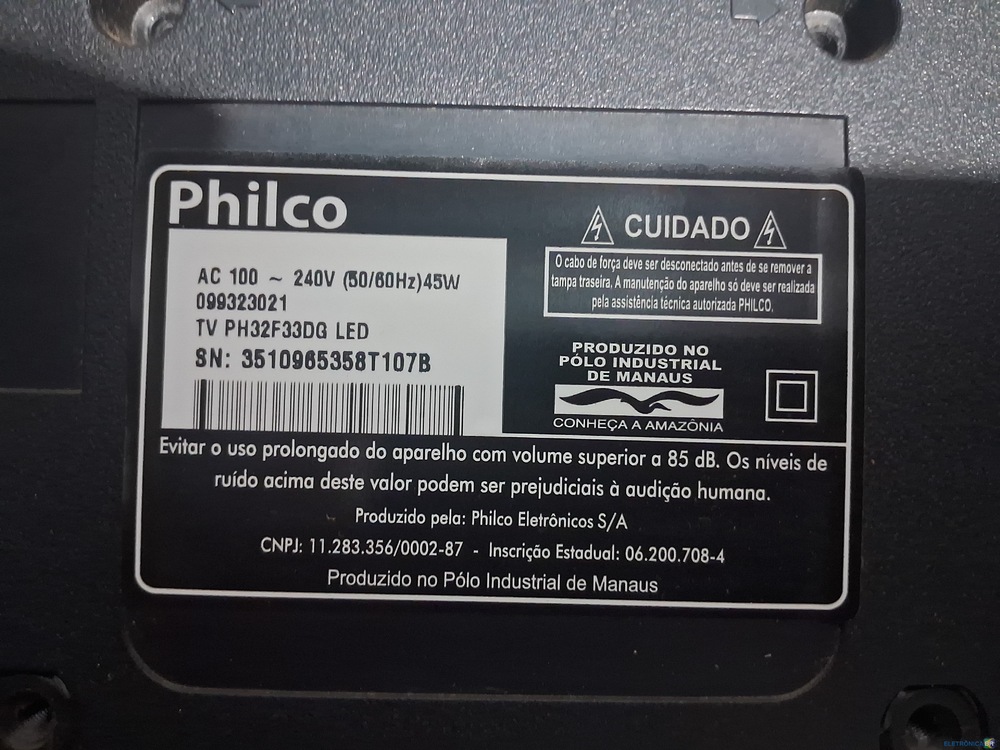 Philco
AC 100 ~ 240V (50/60Hz)45W
099323021
TV PH32F33DG LED
SN: 3510965358T107B
CUIDADO
O cabo de força deve ser desconectado antes de se remover a
tampa traseira. A manutenção do aparelho só deve ser realizada
pela assistência técnica autorizada PHILCO.
PRODUZIDO NO
PÓLO INDUSTRIAL
DE MANAUS
CONHEÇA A AMAZÔNIA
Evitar o uso prolongado do aparelho com volume superior a 85 dB. Os níveis de
ruído acima deste valor podem ser prejudiciais à audição humana.
Produzido pela: Philco Eletrônicos S/A
CNPJ: 11.283.356/0002-87 - Inscrição Estadual: 06.200.708-4
Produzido no Pólo Industrial de Manaus